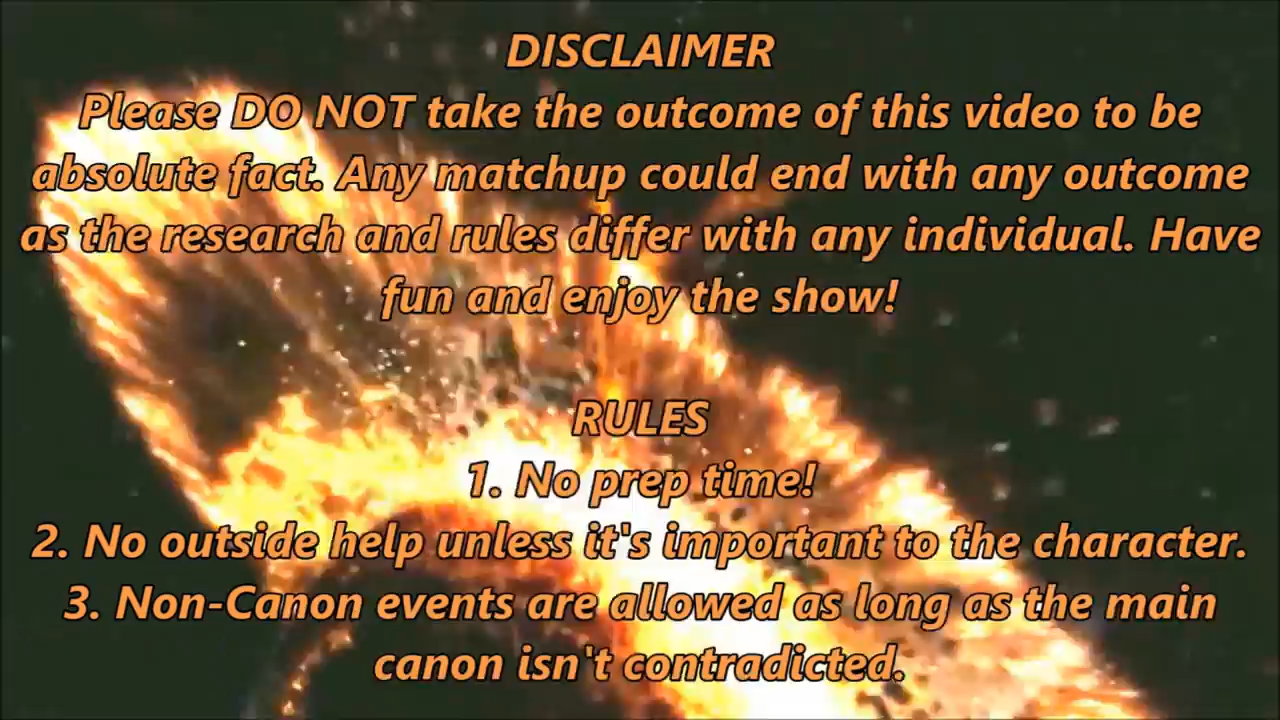 DISCLAIMER
Please DO NOT take the outcome of this video to be
absolute fact. Any matchup could end with any outcome
as the research and rules differ with any individual. Have
fun and enjoy the show!
RULES
1. No prep time!
2. No outside help unless it's important to the character.
3. Non-Canon events are allowed as long as the main
canon isn't contradicted.